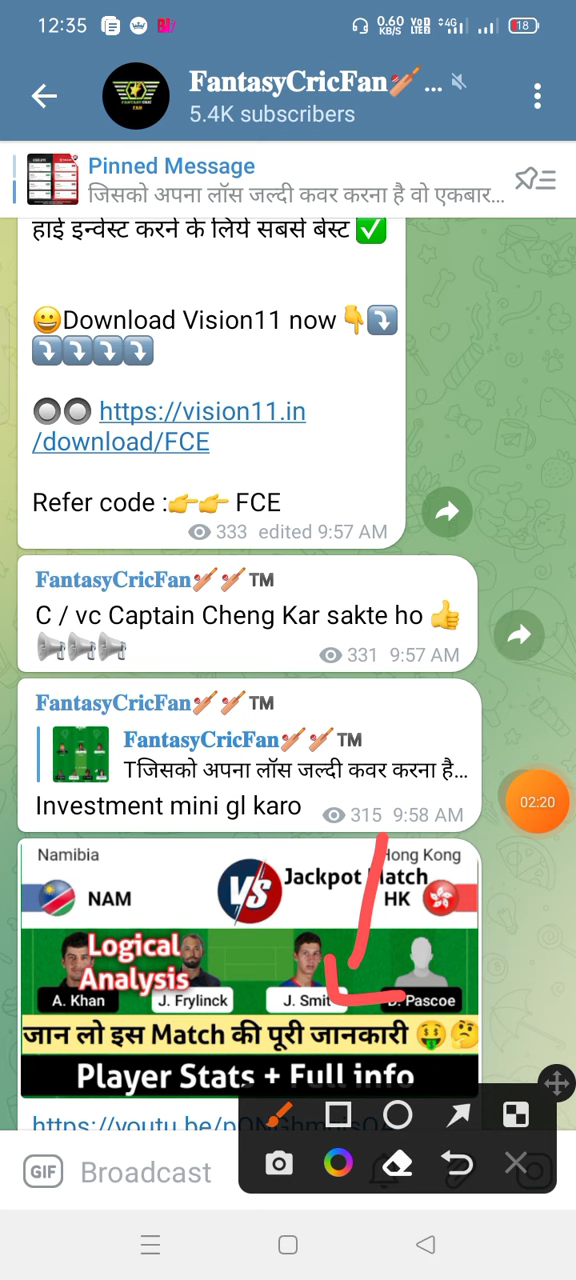 12:35
0.60 KB/S
4G
18
FantasyCricFan🏏...
5.4K subscribers
Pinned Message
जिसको अपना लॉस जल्दी कवर करना है वो एकबार...
हाई इन्वेस्ट करने के लिये सबसे बेस्ट ✅
😀Download Vision11 now 👇⤵️
⤵️⤵️⤵️⤵️
🔘🔘 https://vision11.in
/download/FCE
Refer code :👉👉 FCE
333 edited 9:57 AM
FantasyCricFan🏏🏏™
C / vc Captain Cheng Kar sakte ho 👍
📢📢📢
331 9:57 AM
FantasyCricFan🏏🏏™
FantasyCricFan🏏🏏™
Tजिसको अपना लॉस जल्दी कवर करना है...
Investment mini gl karo
315 9:58 AM
02:20
Namibia
Hong Kong
NAM
VS
Jackpot Match
HK
Logical
Analysis
A. Khan
J. Frylinck
J. Smit
Pascoe
जान लो इस Match की पूरी जानकारी 🤑🤔
Player Stats + Full info
GIF
Broadcast